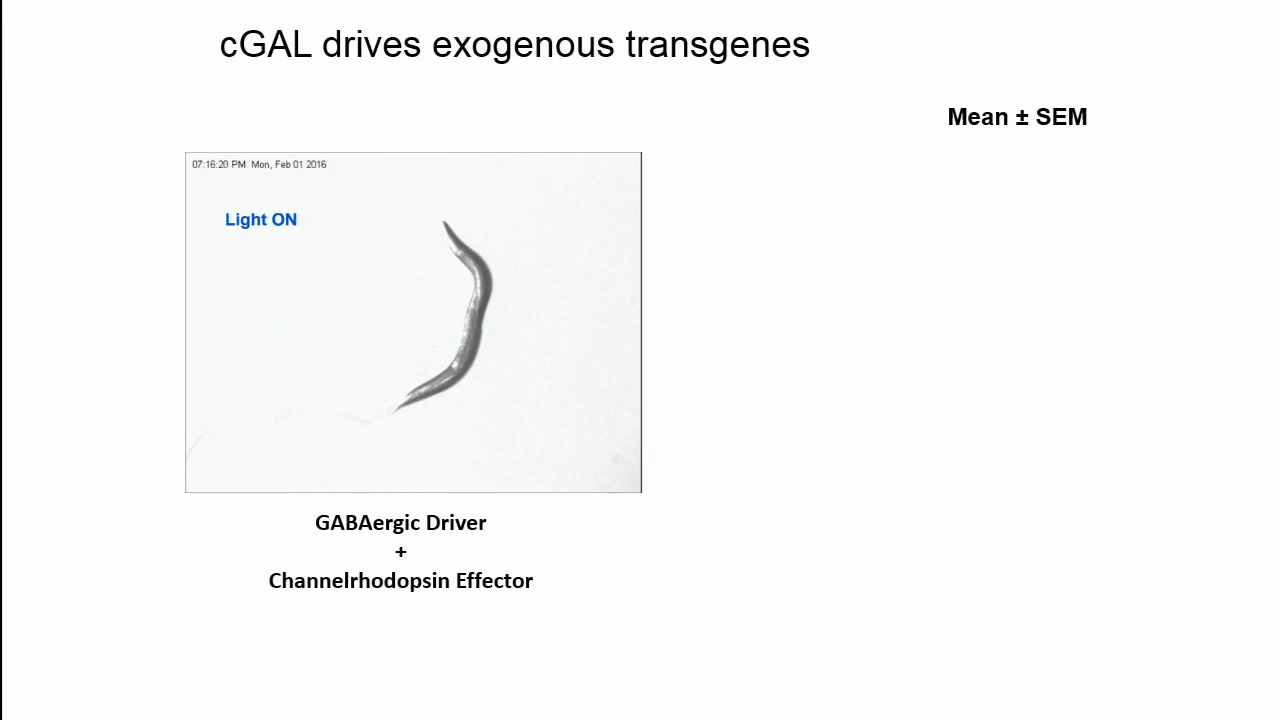 cGAL drives exogenous transgenes
Mean ± SEM
07:16:20 PM Mon, Feb 01 2016
Light ON
GABAergic Driver
+
Channelrhodopsin Effector